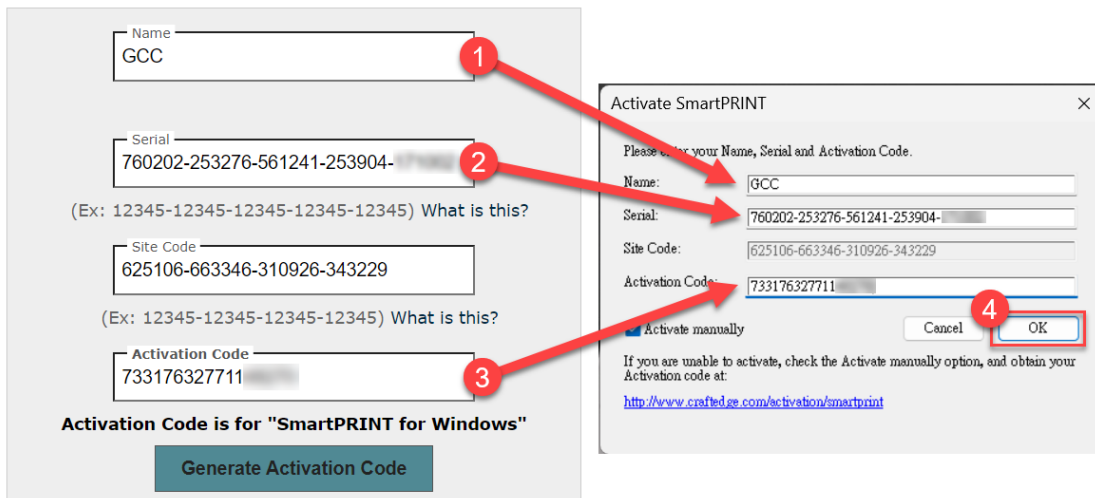 Name
GCC
1
Serial
760202-253276-561241-253904-
2
(Ex: 12345-12345-12345-12345-12345) What is this?
Site Code
625106-663346-310926-343229
(Ex: 12345-12345-12345-12345) What is this?
Activation Code
733176327711
3
Activation Code is for "SmartPRINT for Windows"
Generate Activation Code
Activate SmartPRINT
Please enter your Name, Serial and Activation Code.
Name:
GCC
Serial:
760202-253276-561241-253904-
Site Code:
625106-663346-310926-343229
Activation Code:
733176327711
4
Activate manually
Cancel
OK
If you are unable to activate, check the Activate manually option, and obtain your
Activation code at:
http://www.craftedge.com/activation/smartprint